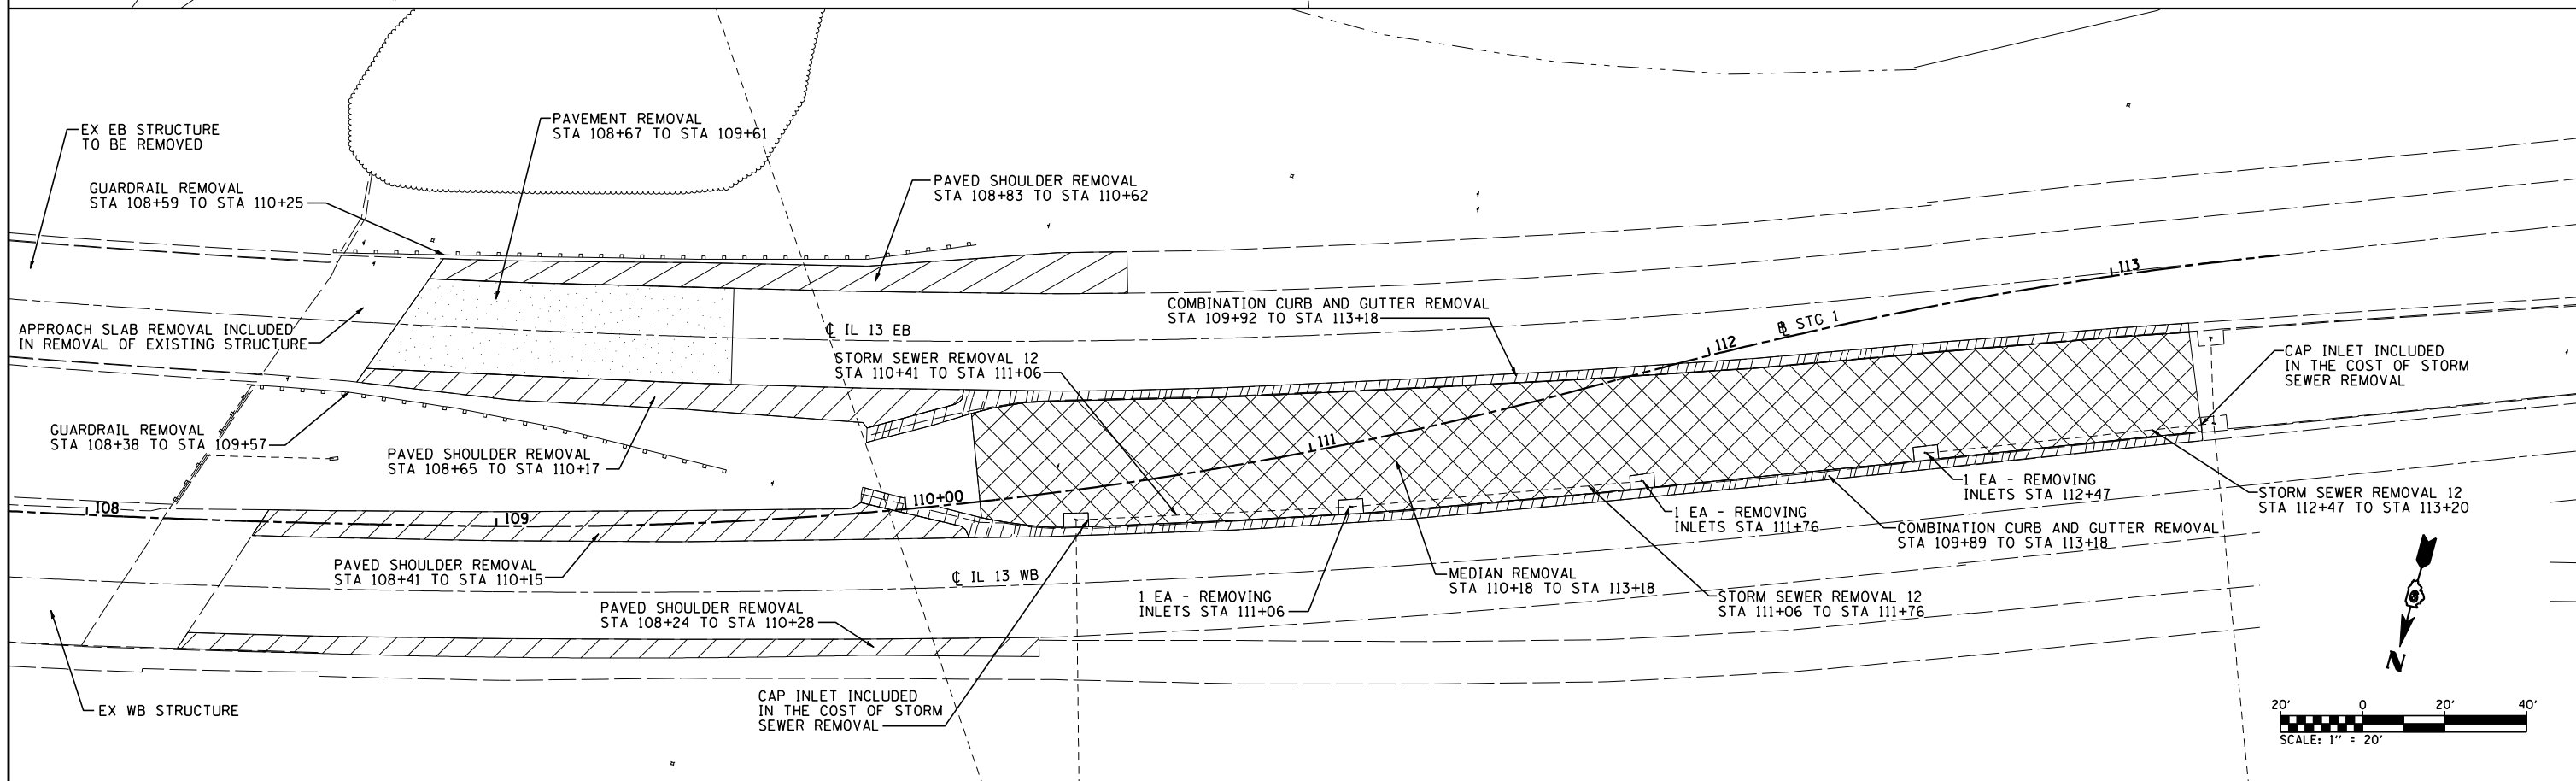 EX EB STRUCTURE
TO BE REMOVED
PAVEMENT REMOVAL
STA 108+67 TO STA 109+61
GUARDRAIL REMOVAL
STA 108+59 TO STA 110+25
PAVED SHOULDER REMOVAL
STA 108+83 TO STA 110+62
113
COMBINATION CURB AND GUTTER REMOVAL
STA 109+92 TO STA 113+18
℄ IL 13 EB
APPROACH SLAB REMOVAL INCLUDED
IN REMOVAL OF EXISTING STRUCTURE
STG 1
112
STORM SEWER REMOVAL 12
STA 110+41 TO STA 111+06
CAP INLET INCLUDED
IN THE COST OF STORM
SEWER REMOVAL
GUARDRAIL REMOVAL
STA 108+38 TO STA 109+57
PAVED SHOULDER REMOVAL
STA 108+65 TO STA 110+17
111
110+00
108
109
1 EA - REMOVING
INLETS STA 112+47
STORM SEWER REMOVAL 12
STA 112+47 TO STA 113+20
1 EA - REMOVING
INLETS STA 111+76
COMBINATION CURB AND GUTTER REMOVAL
STA 109+89 TO STA 113+18
PAVED SHOULDER REMOVAL
STA 108+41 TO STA 110+15
℄ IL 13 WB
MEDIAN REMOVAL
STA 110+18 TO STA 113+18
1 EA - REMOVING
INLETS STA 111+06
STORM SEWER REMOVAL 12
STA 111+06 TO STA 111+76
PAVED SHOULDER REMOVAL
STA 108+24 TO STA 110+28
CAP INLET INCLUDED
IN THE COST OF STORM
SEWER REMOVAL
EX WB STRUCTURE
N
20' 0 20' 40'
SCALE: 1'' = 20'